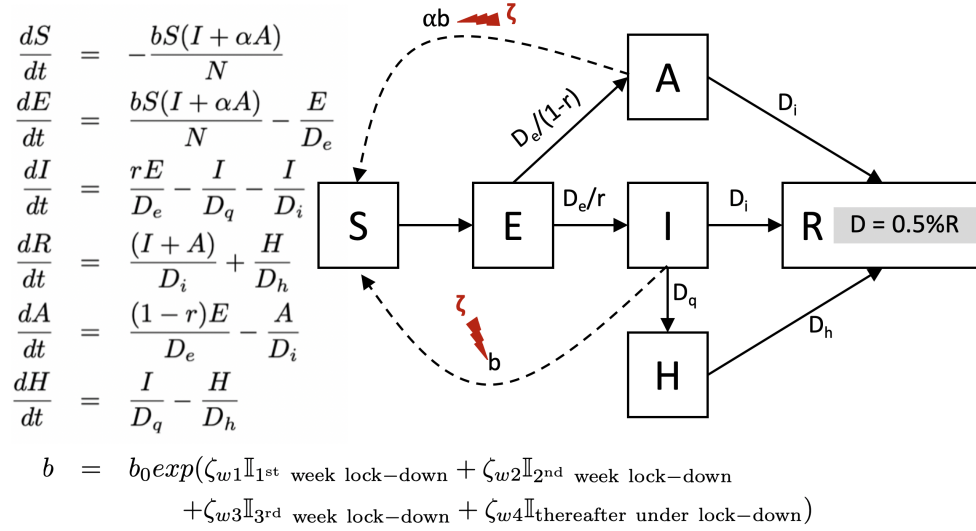 dS/dt = -bS(I + αA)/N
dE/dt = bS(I + αA)/N - E/D_e
dI/dt = rE/D_e - I/D_q - I/D_i
dR/dt = (I + A)/D_i + H/D_h
dA/dt = (1 - r)E/D_e - A/D_i
dH/dt = I/D_q - H/D_h
αb ζ
A
D_e/(1-r)
D_i
S
E
D_e/r
I
D_i
R D = 0.5%R
D_q
ζ
b
D_h
H
b = b_0exp(ζ_w1 𝕀_1st week lock-down + ζ_w2 𝕀_2nd week lock-down
+ζ_w3 𝕀_3rd week lock-down + ζ_w4 𝕀_thereafter under lock-down)